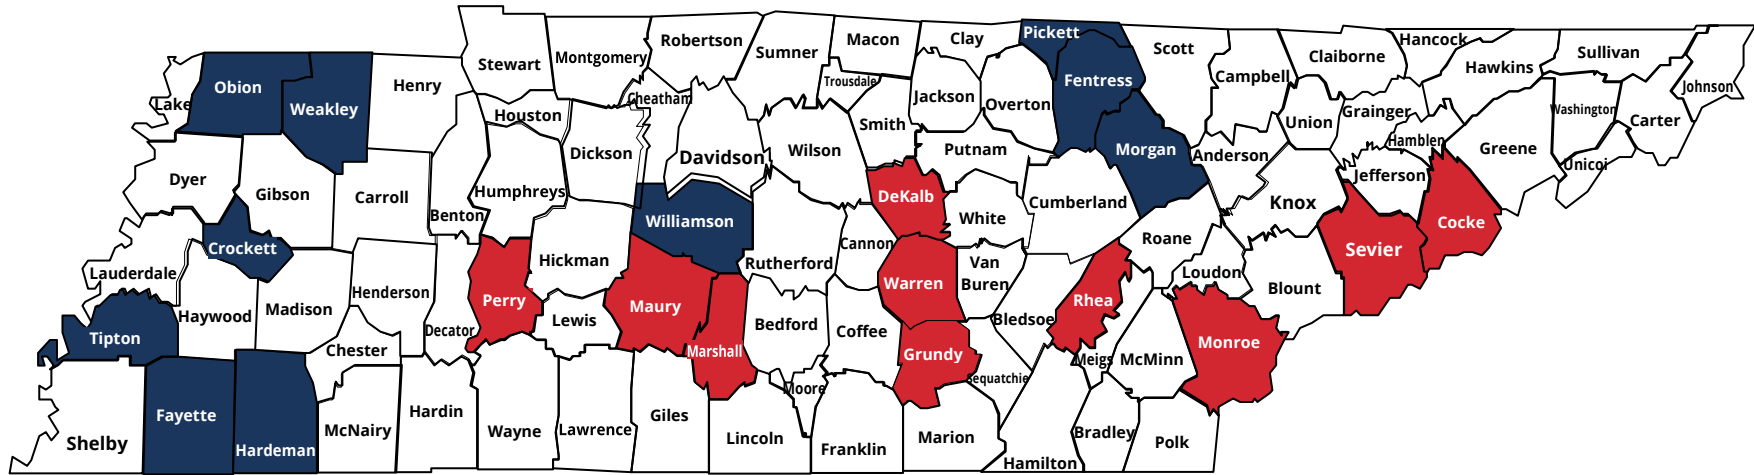 Pickett
Clay
Macon
Robertson
Sumner
Scott
Hancock
Sullivan
Claiborne
Montgomery
Stewart
Hawkins
Campbell
Fentress
Trousdale
Henry
Obion
Johnson
Jackson
Cheatham
Lake
Overton
Weakley
Washington
Grainger
Houston
Smith
Union
Carter
Hamblen
Greene
Morgan
Putnam
Wilson
Dickson
Davidson
Anderson
Unicoi
Jefferson
Dyer
Humphreys
Gibson
DeKalb
Carroll
Cumberland
Knox
Benton
White
Williamson
Cocke
Roane
Cannon
Crockett
Sevier
Hickman
Rutherford
Van
Buren
Lauderdale
Loudon
Warren
Blount
Henderson
Perry
Rhea
Maury
Madison
Haywood
Lewis
Bledsoe
Bedford
Coffee
Decator
Tipton
Monroe
Chester
Marshall
Grundy
Meigs
McMinn
Sequatchie
Moore
Hardin
Fayette
Giles
Lawrence
McNairy
Wayne
Bradley
Lincoln
Marion
Polk
Shelby
Franklin
Hardeman
Hamilton